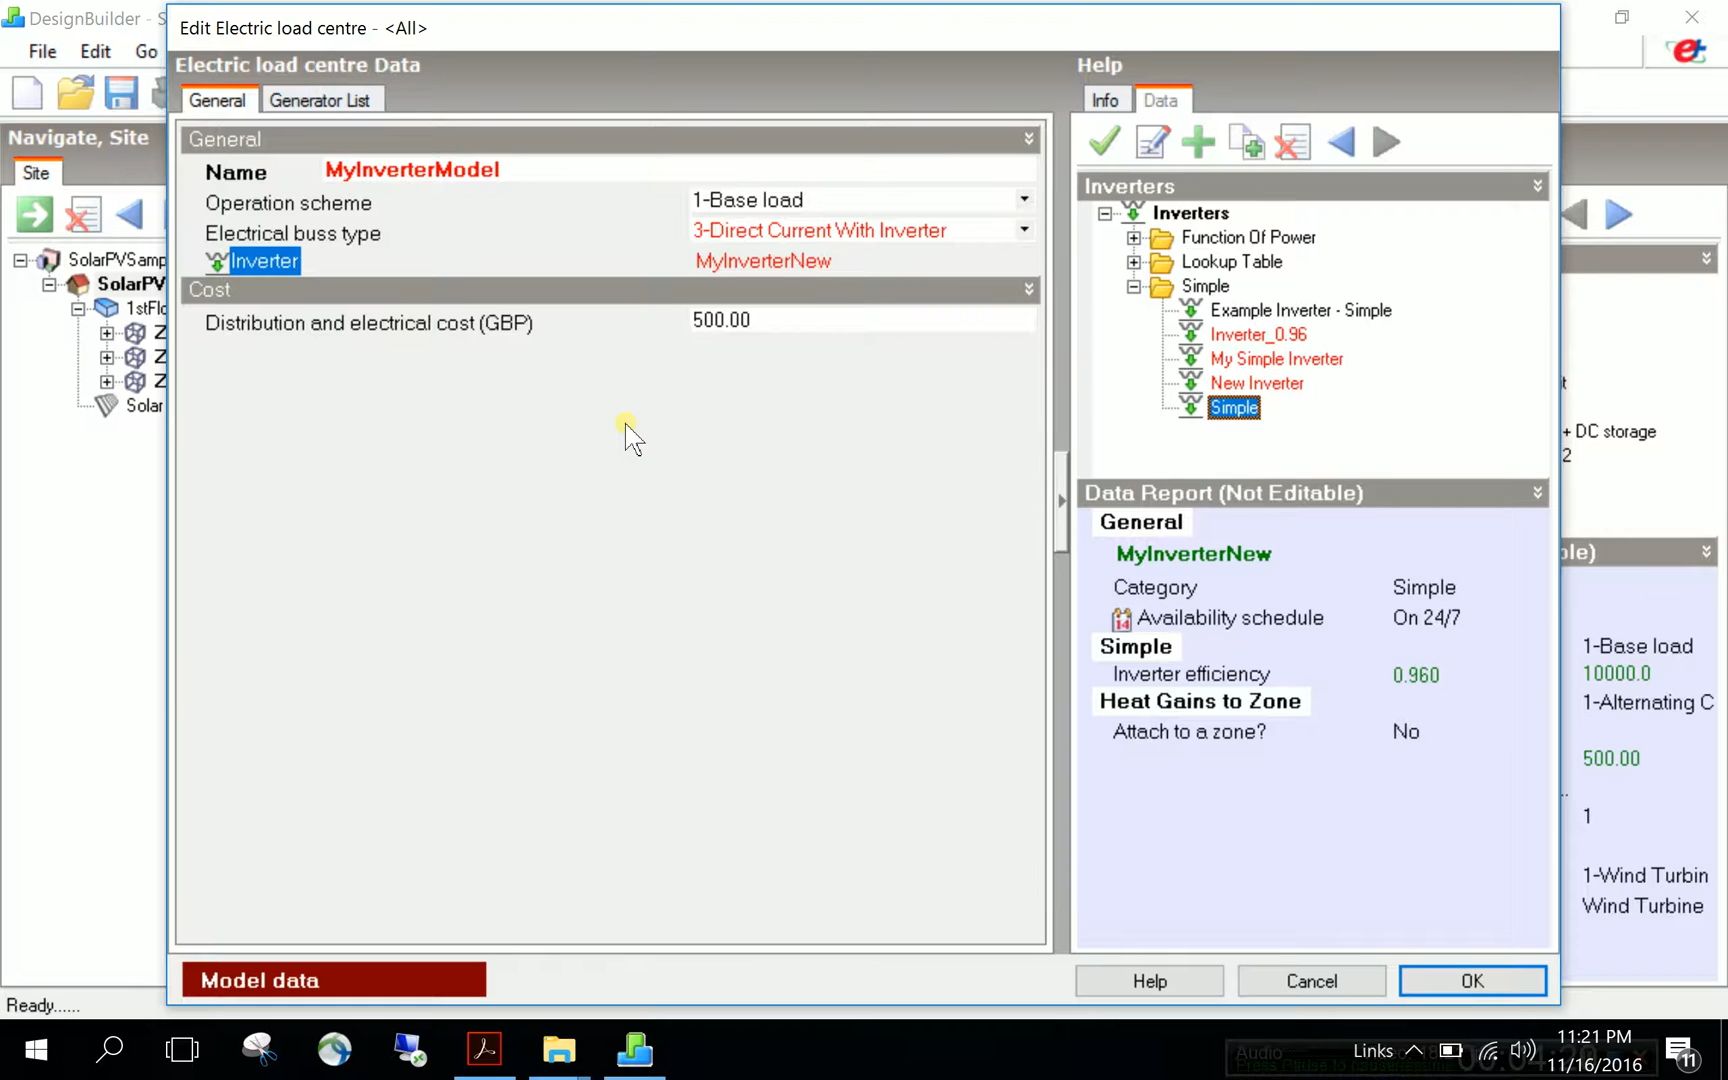 DesignBuilder - S
Edit Electric load centre - <All>
File Edit Go
Electric load centre Data
General Generator List
Navigate, Site
Site
General
Name MyInverterModel
Operation scheme 1-Base load
Electrical buss type 3-Direct Current With Inverter
Inverter MyInverterNew
Cost
Distribution and electrical cost (GBP) 500.00
SolarPVSamp
SolarPV
1stFlo
Z
Z
Z
Solar
Help
Info Data
Inverters
Inverters
Function Of Power
Lookup Table
Simple
Example Inverter - Simple
Inverter_0.96
My Simple Inverter
New Inverter
Simple
Data Report (Not Editable)
General
MyInverterNew
Category Simple
14 Availability schedule On 24/7
Simple
Inverter efficiency 0.960
Heat Gains to Zone
Attach to a zone? No
t
+ DC storage
2
ble)
1-Base load
10000.0
1-Alternating C
500.00
1
1-Wind Turbin
Wind Turbine
Model data
Help Cancel OK
Ready......
Links
11:21 PM
11/16/2016
11
Audio